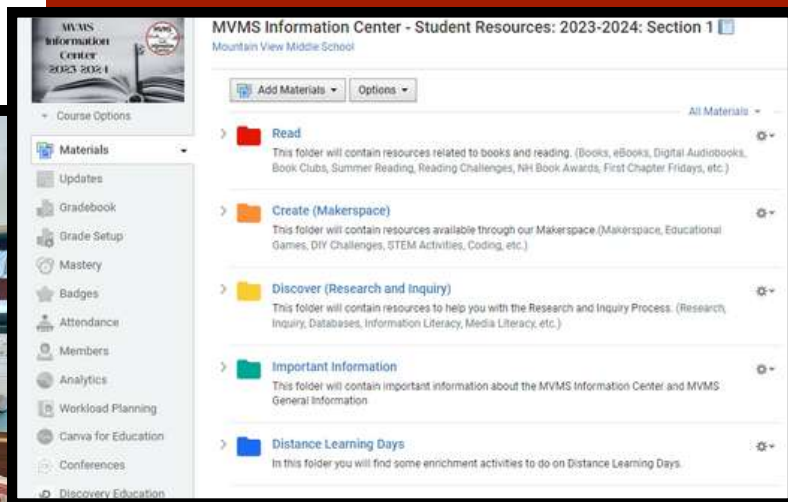 MVMS
Information
Center
2023 2024
MVMS Information Center - Student Resources: 2023-2024: Section 1
Mountain View Middle School
Add Materials
Options
Course Options
All Materials
Materials
Updates
Gradebook
Grade Setup
Mastery
Badges
Attendance
Members
Analytics
Workload Planning
Canva for Education
Conferences
Discovery Education
Read
This folder will contain resources related to books and reading. (Books, eBooks, Digital Audiobooks,
Book Clubs, Summer Reading, Reading Challenges, NH Book Awards, First Chapter Fridays, etc.)
Create (Makerspace)
This folder will contain resources available through our Makerspace.(Makerspace, Educational
Games, DIY Challenges, STEM Activities, Coding, etc.)
Discover (Research and Inquiry)
This folder will contain resources to help you with the Research and Inquiry Process. (Research,
Inquiry, Databases, Information Literacy, Media Literacy, etc.)
Important Information
This folder will contain important information about the MVMS Information Center and MVMS
General Information
Distance Learning Days
In this folder you will find some enrichment activities to do on Distance Learning Days.